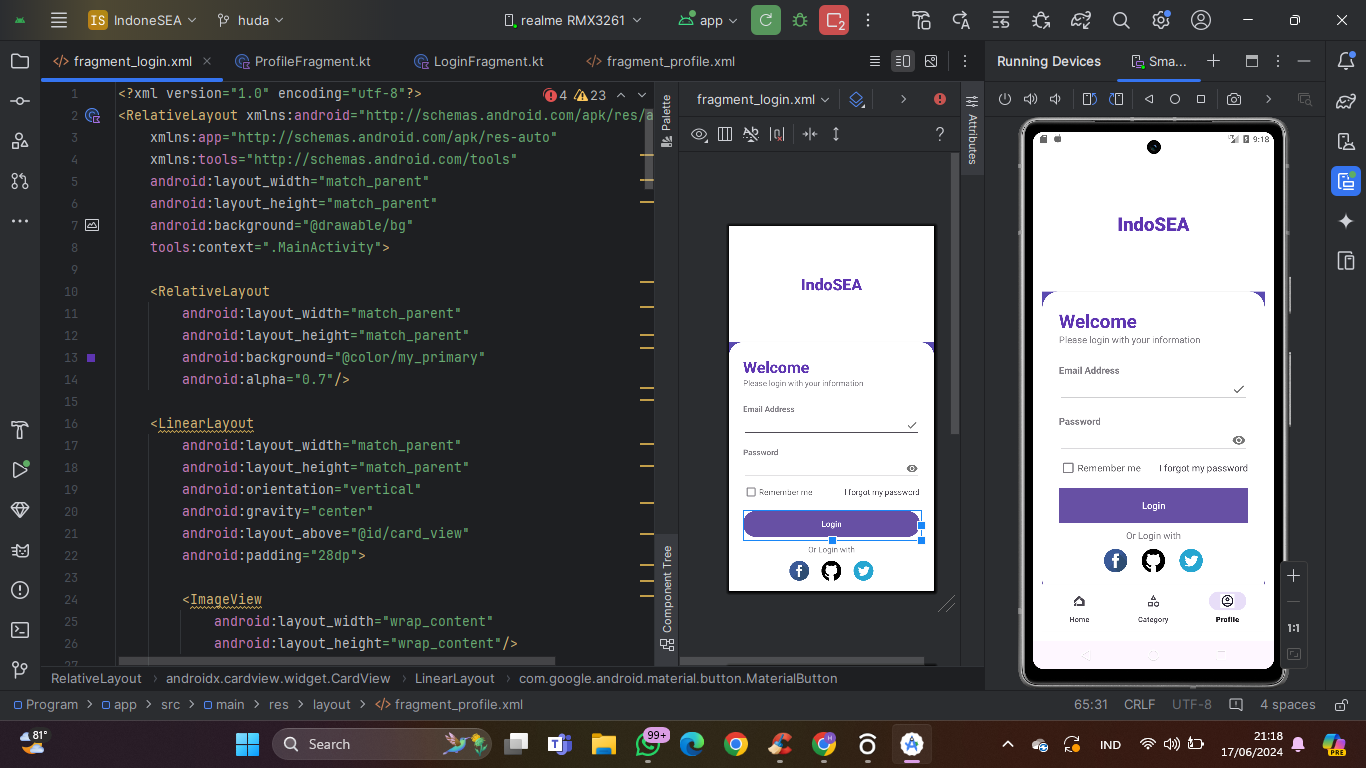 IS IndoneSEA huda realme RMX3261 app 2
fragment_login.xml ProfileFragment.kt LoginFragment.kt fragment_profile.xml
1 <?xml version="1.0" encoding="utf-8"?> 4 23
2 <RelativeLayout xmlns:android="http://schemas.android.com/apk/res/a
3 xmlns:app="http://schemas.android.com/apk/res-auto"
4 xmlns:tools="http://schemas.android.com/tools"
5 android:layout_width="match_parent"
6 android:layout_height="match_parent"
7 android:background="@drawable/bg"
8 tools:context=".MainActivity">
9
10 <RelativeLayout
11 android:layout_width="match_parent"
12 android:layout_height="match_parent"
13 android:background="@color/my_primary"
14 android:alpha="0.7"/>
15
16 <LinearLayout
17 android:layout_width="match_parent"
18 android:layout_height="match_parent"
19 android:orientation="vertical"
20 android:gravity="center"
21 android:layout_above="@id/card_view"
22 android:padding="28dp">
23
24 <ImageView
25 android:layout_width="wrap_content"
26 android:layout_height="wrap_content"/>
27
Palette
Component Tree
fragment_login.xml
?
Attributes
IndoSEA
Welcome
Please login with your information
Email Address
Password
Remember me I forgot my password
Login
Or Login with
Running Devices Sma...
9:18
IndoSEA
Welcome
Please login with your information
Email Address
Password
Remember me I forgot my password
Login
Or Login with
Home Category Profile
1:1
RelativeLayout androidx.cardview.widget.CardView LinearLayout com.google.android.material.button.MaterialButton
Program app src main res layout fragment_profile.xml 65:31 CRLF UTF-8 4 spaces
81°
Search
99+
IND
21:18
17/06/2024
PRE